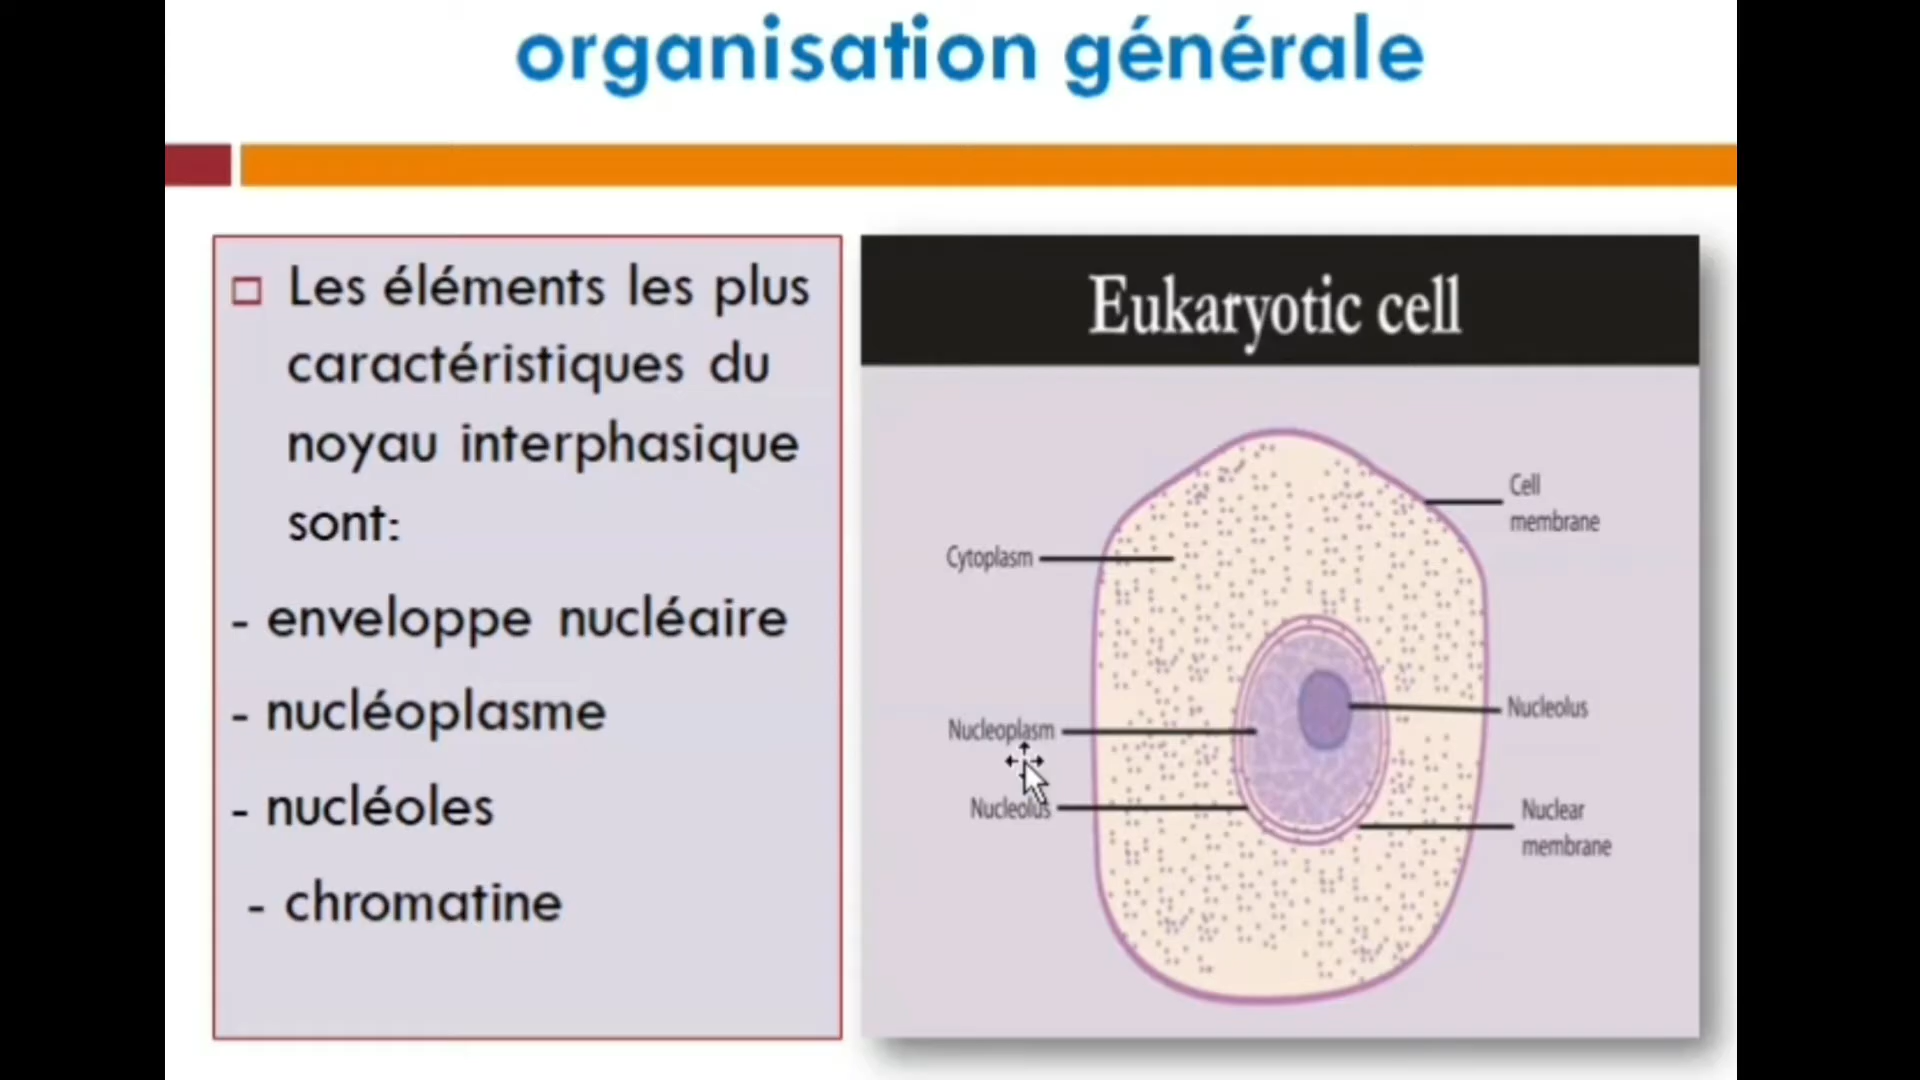 organisation générale
Les éléments les plus
caractéristiques du
noyau interphasique
sont:
- enveloppe nucléaire
- nucléoplasme
- nucléoles
- chromatine
Eukaryotic cell
Cell
membrane
Cytoplasm
Nucleolus
Nucleoplasm
Nucleolus
Nuclear
membrane